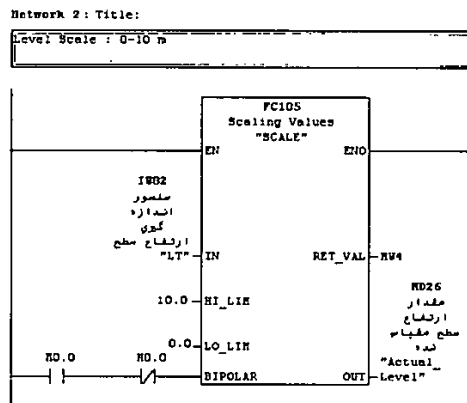 Network 2: Title:
Level Scale : 0-10 m
FC105
Scaling Values
"SCALE"
EN
ENO
IW82
سنسور
اندازه
گیری
ارتفاع سطح
"LT"
IN
RET_VAL
MW4
10.0
HI_LIM
MD26
مقدار
ارتفاع
سطح مقیاس
شده
"Actual_
Level"
0.0
LO_LIM
M0.0
M0.0
BIPOLAR
OUT